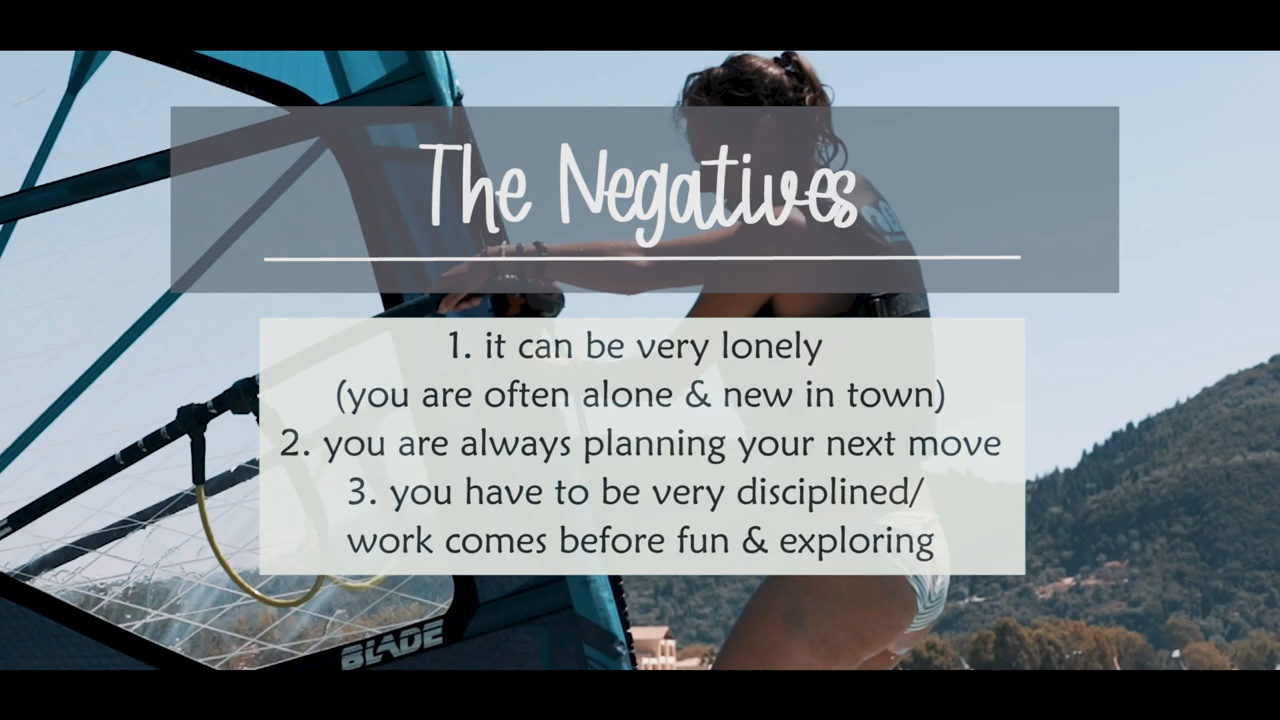 The Negatives
1. it can be very lonely
(you are often alone & new in town)
2. you are always planning your next move
3. you have to be very disciplined/
work comes before fun & exploring
BLADE